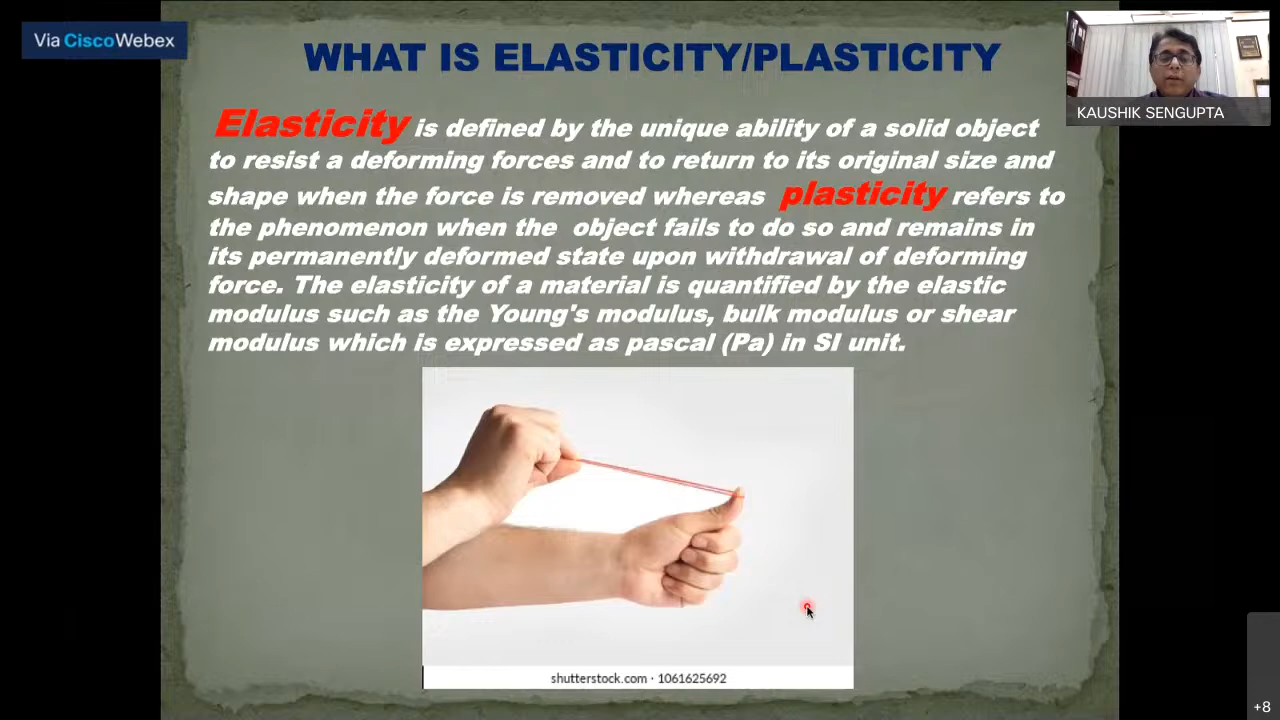 Via CiscoWebex
WHAT IS ELASTICITY/PLASTICITY
KAUSHIK SENGUPTA
Elasticity is defined by the unique ability of a solid object
to resist a deforming forces and to return to its original size and
shape when the force is removed whereas plasticity refers to
the phenomenon when the object fails to do so and remains in
its permanently deformed state upon withdrawal of deforming
force. The elasticity of a material is quantified by the elastic
modulus such as the Young's modulus, bulk modulus or shear
modulus which is expressed as pascal (Pa) in SI unit.
shutterstock.com · 1061625692
+8